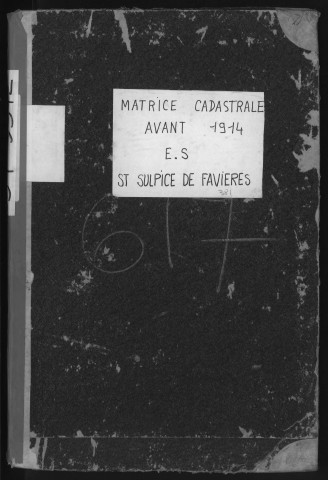 MATRICE CADASTRALE
AVANT 1914
E.S
ST SULPICE DE FAVIERES